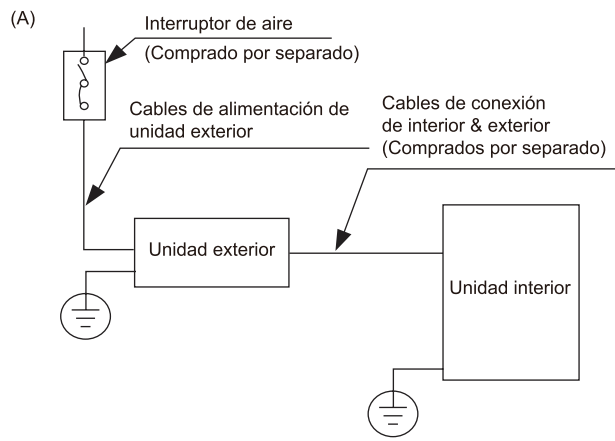 (A)
Interruptor de aire
(Comprado por separado)
Cables de alimentación de
unidad exterior
Cables de conexión
de interior & exterior
(Comprados por separado)
Unidad exterior
Unidad interior